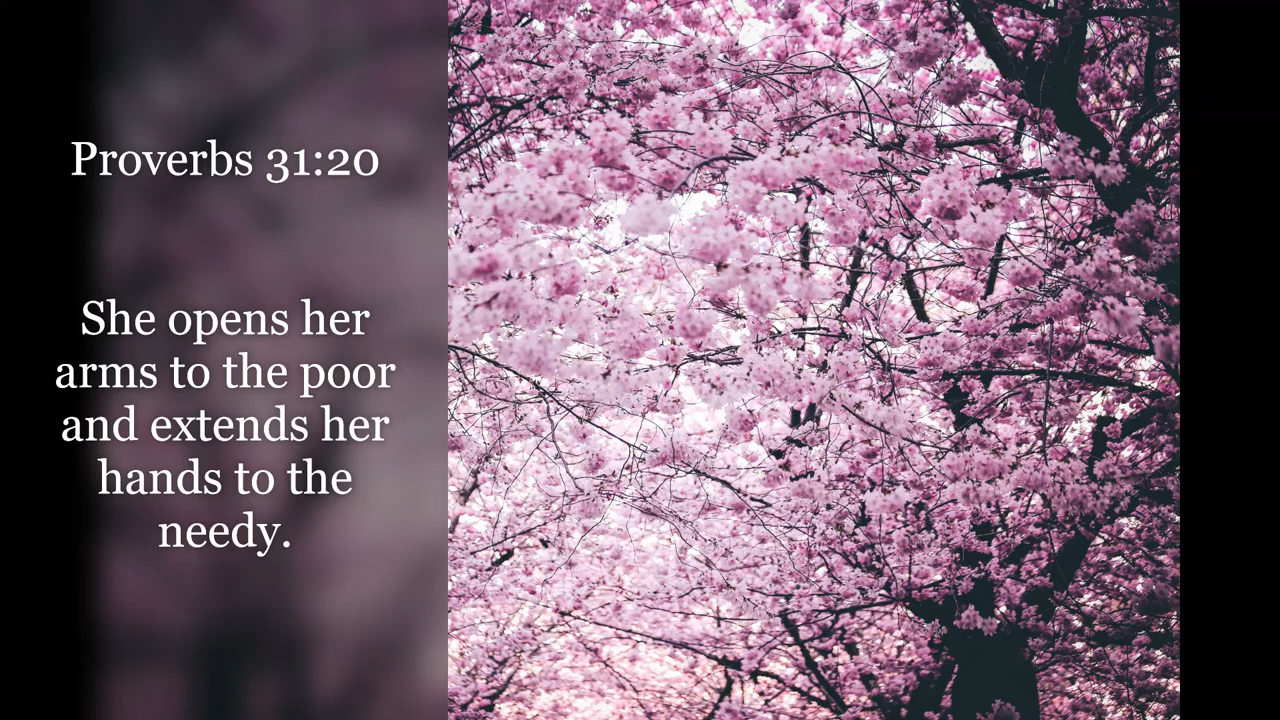 Proverbs 31:20
She opens her
arms to the poor
and extends her
hands to the
needy.